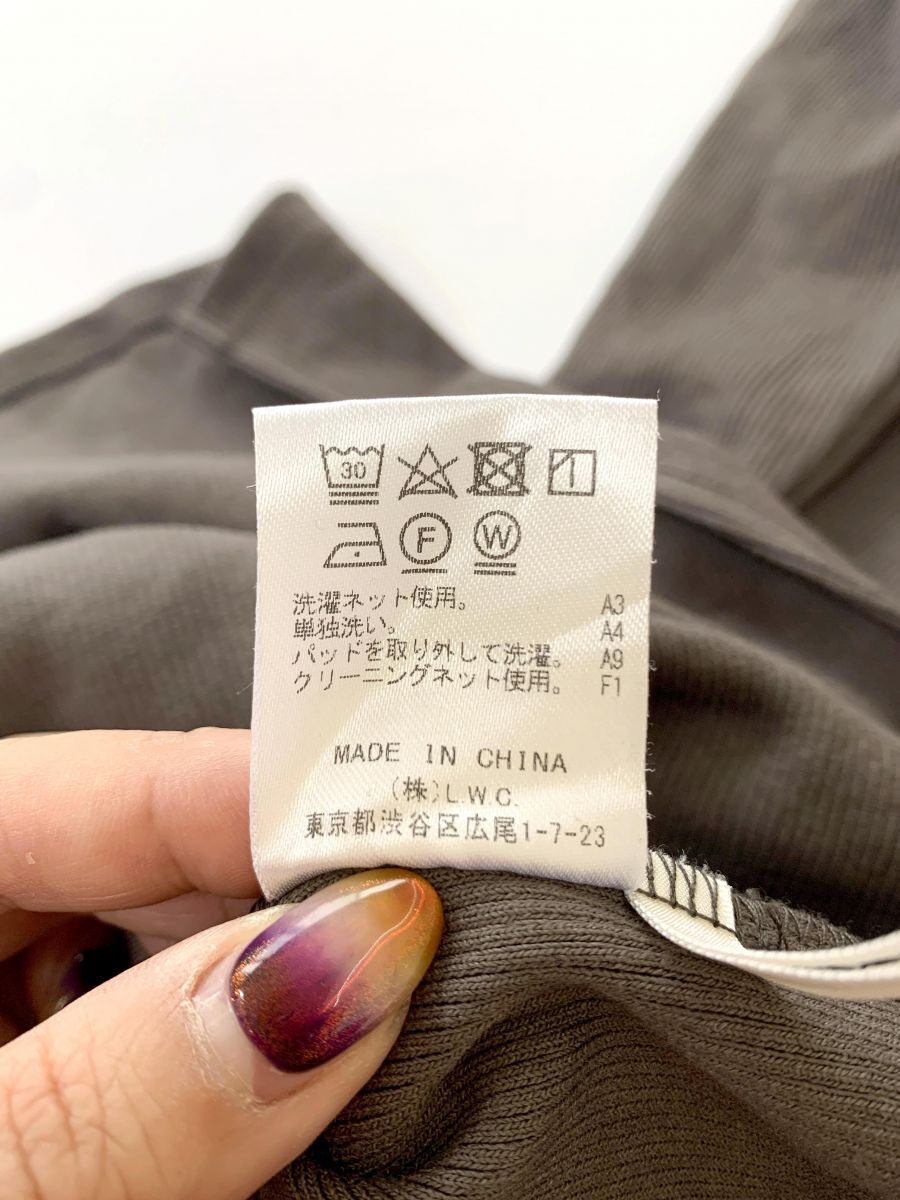 30
F W
洗濯ネット使用。 A3
単独洗い。 A4
パッドを取り外して洗濯。 A9
クリーニングネット使用。 F1
MADE IN CHINA
(株)L.W.C.
東京都渋谷区広尾1-7-23